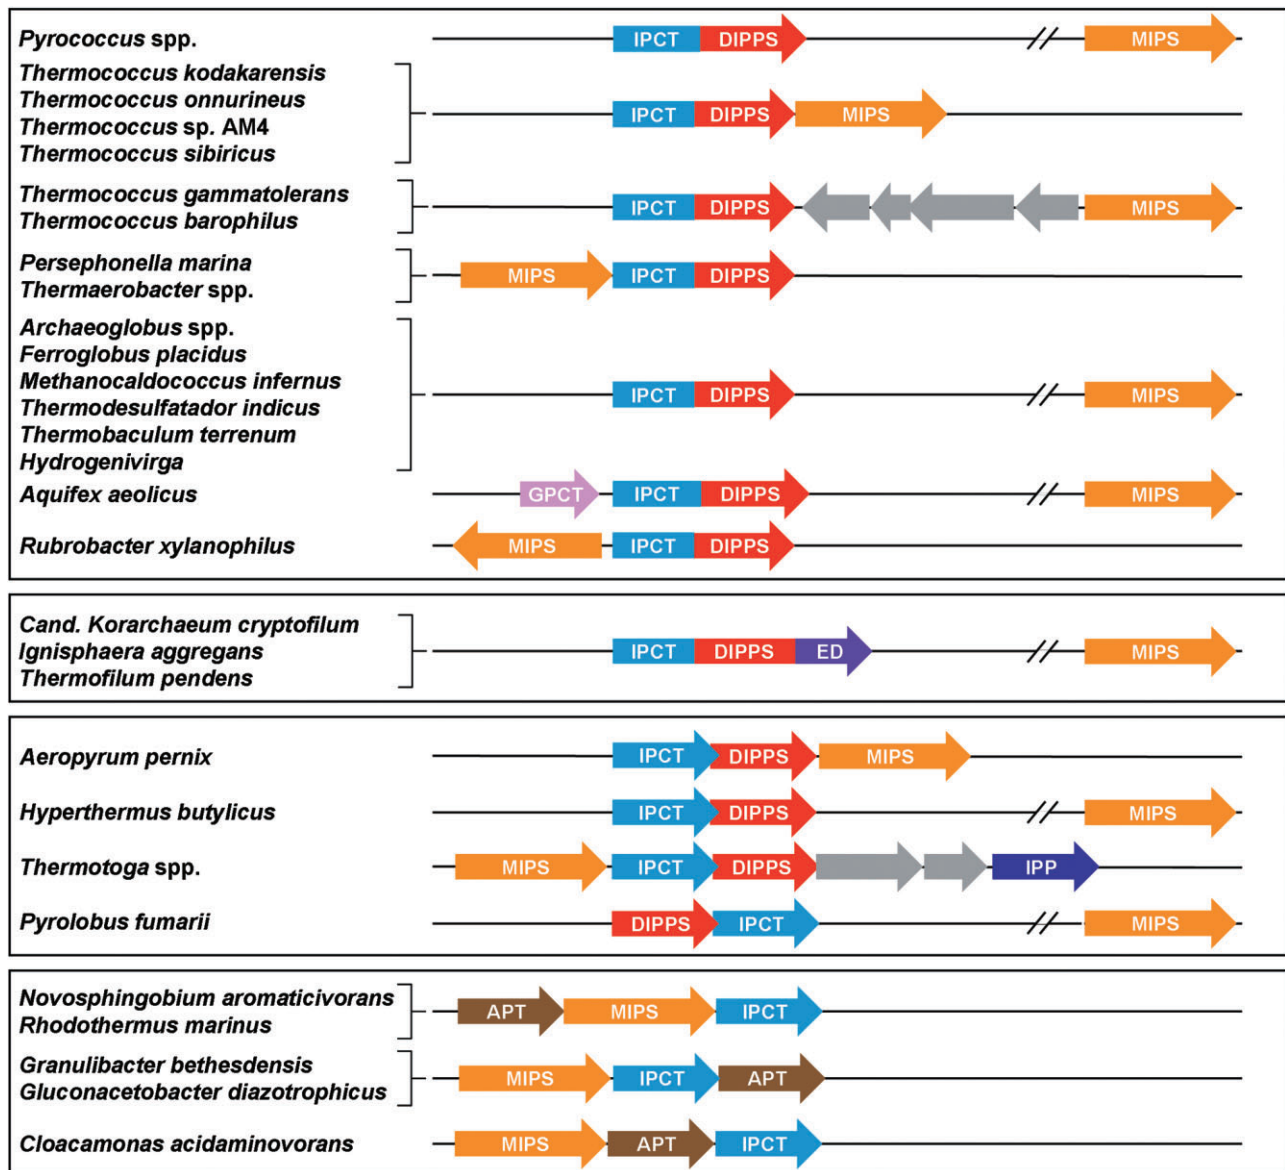 Pyrococcus spp.
IPCT DIPPS MIPS
Thermococcus kodakarensis
Thermococcus onnurineus
Thermococcus sp. AM4
Thermococcus sibiricus
IPCT DIPPS MIPS
Thermococcus gammatolerans
Thermococcus barophilus
IPCT DIPPS MIPS
Persephonella marina
Thermaerobacter spp.
MIPS IPCT DIPPS
Archaeoglobus spp.
Ferroglobus placidus
Methanocaldococcus infernus
Thermodesulfatador indicus
Thermobaculum terrenum
Hydrogenivirga
IPCT DIPPS MIPS
Aquifex aeolicus
GPCT IPCT DIPPS MIPS
Rubrobacter xylanophilus
MIPS IPCT DIPPS
Cand. Korarchaeum cryptofilum
Ignisphaera aggregans
Thermofilum pendens
IPCT DIPPS ED MIPS
Aeropyrum pernix
IPCT DIPPS MIPS
Hyperthermus butylicus
IPCT DIPPS MIPS
Thermotoga spp.
MIPS IPCT DIPPS IPP
Pyrolobus fumarii
DIPPS IPCT MIPS
Novosphingobium aromaticivorans
Rhodothermus marinus
APT MIPS IPCT
Granulibacter bethesdensis
Gluconacetobacter diazotrophicus
MIPS IPCT APT
Cloacamonas acidaminovorans
MIPS APT IPCT